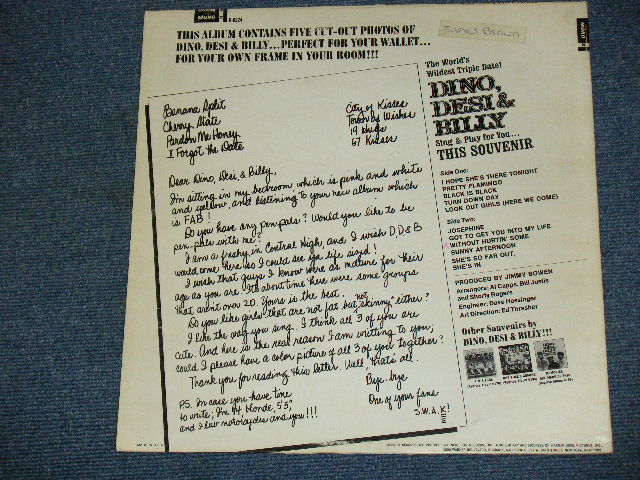 MONO
R-6224
THIS ALBUM CONTAINS FIVE CUT-OUT PHOTOS OF
DINO, DESI & BILLY...PERFECT FOR YOUR WALLET...
FOR YOUR OWN FRAME IN YOUR ROOM!!!
Janet Brown
Banana Split
Cherry State
Pardon Me Honey
I Forgot the Date
City of Kisses
Town by Wishes
19 Hugs
67 Kisses
Dear Dino, Desi & Billy,
I'm sitting in my bedroom which is pink and white
and yellow, and listening to your new album which
is FAB!
Do you have any pen-pals? Would you like to be
pen-pals with me?
I am a freshy in Central High and I wish D, D & B
would come here so I could see ya life sized!
I wish that guys I know were as mature for their
age as you are. It's about time there were some groups
that aren't over 20. Yours is the best.
Do you like girls that are not fat but not "skinny" either?
I like the way you sing. I think all 3 of you are
cute. And here is the real reason I am writing to you,
could I please have a color picture of all 3 of you together?
Thank you for reading this letter. Well, that's all.
Bye-bye
One of your fans
S.W.A.K!
P.S. In case you have time
to write; I'm 14, blonde, 5'5",
and I luv motorcycles and you!!!
The World's
Wildest Triple Date!
DINO,
DESI &
BILLY
Sing & Play for You...
THIS SOUVENIR
Side One:
I HOPE SHE'S THERE TONIGHT
PRETTY FLAMINGO
BLACK IS BLACK
TURN DOWN DAY
LOOK OUT GIRLS (HERE WE COME)
Side Two:
JOSEPHINE
GOT TO GET YOU INTO MY LIFE
WITHOUT HURTIN' SOME
SUNNY AFTERNOON
SHE'S SO FAR OUT,
SHE'S IN
PRODUCED BY JIMMY BOWEN
Arrangers: Al Capps, Bill Justis
and Shorty Rogers
Engineer: Dave Hassinger
Art Direction: Ed Thrasher
Other Souvenirs by
DINO, DESI & BILLY!!!